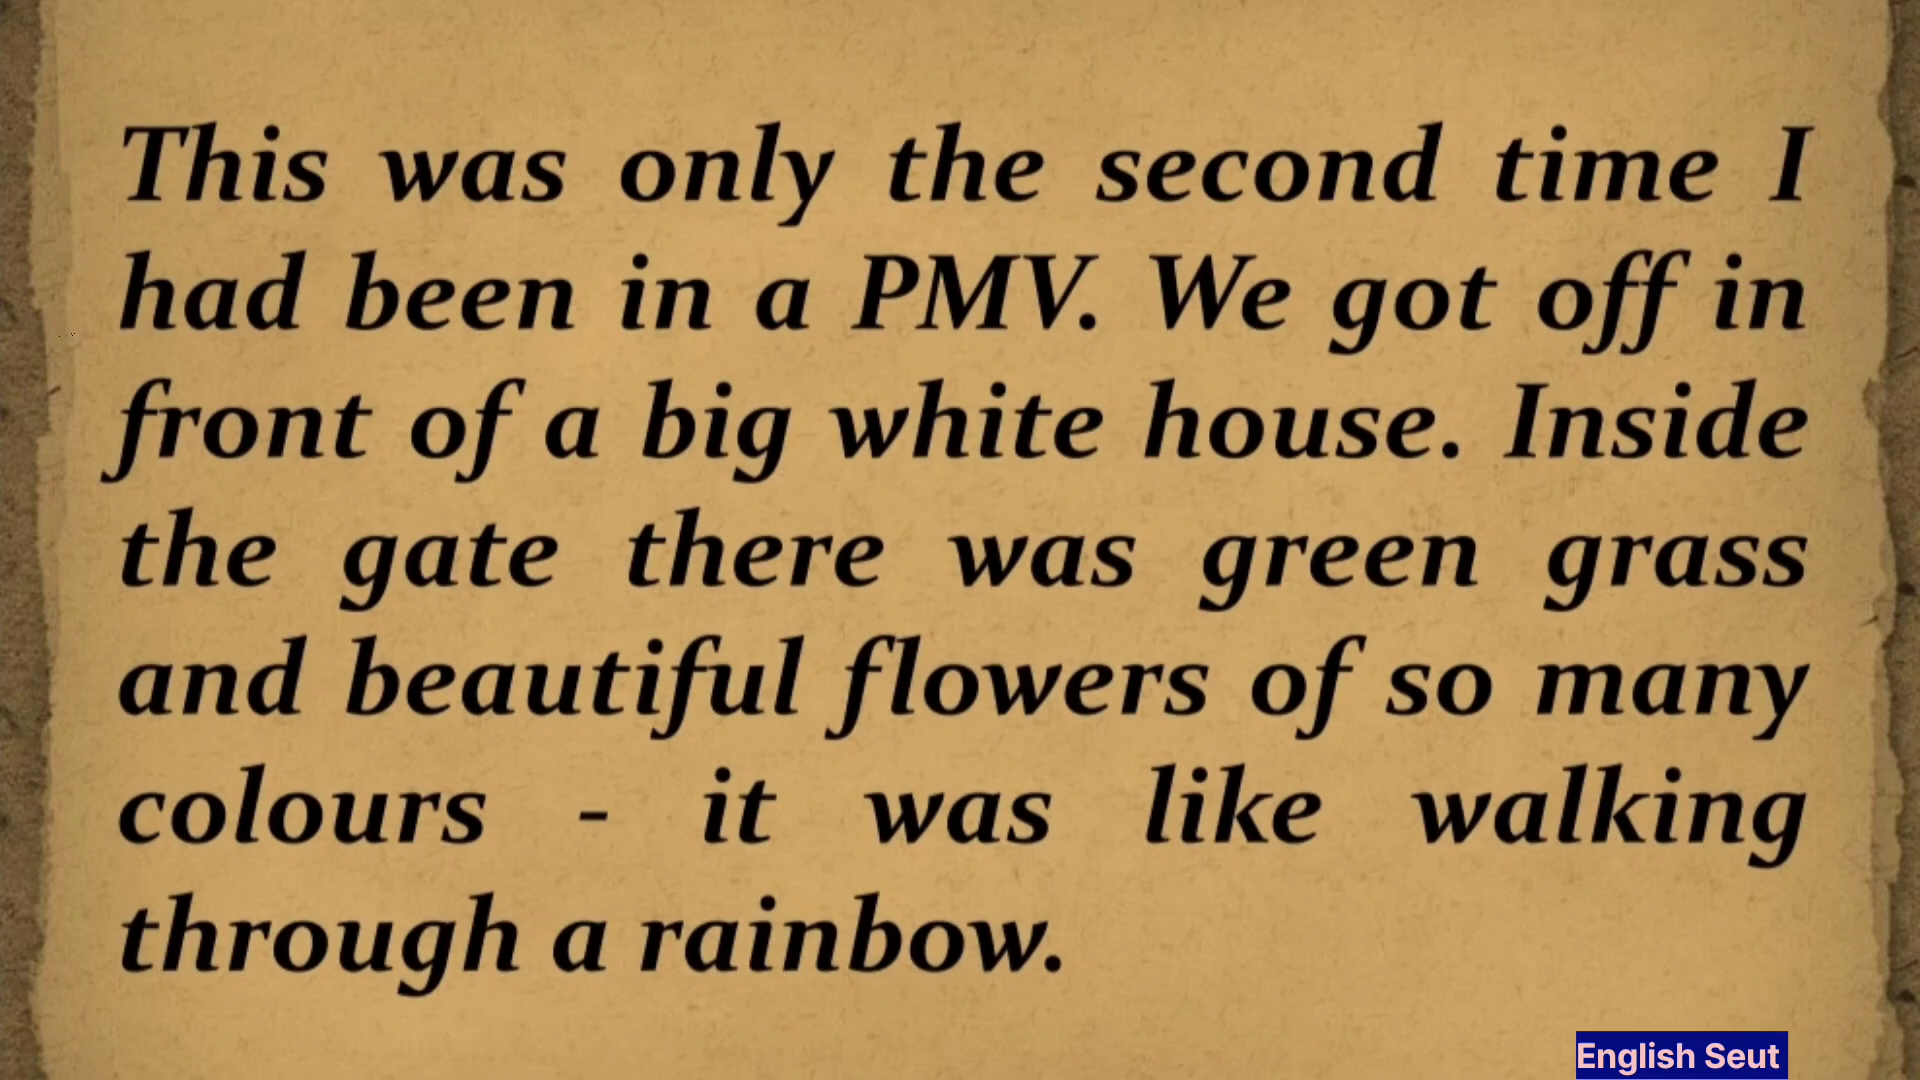 This was only the second time I
had been in a PMV. We got off in
front of a big white house. Inside
the gate there was green grass
and beautiful flowers of so many
colours - it was like walking
through a rainbow.
English Seut